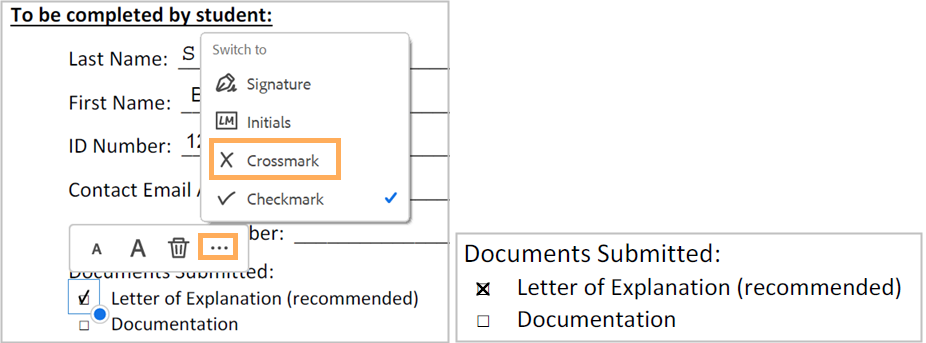 To be completed by student:
Last Name: S
Switch to
Signature
First Name: E
LM Initials
ID Number: 12
Crossmark
Contact Email A
Checkmark
A A ... ber:
Documents Submitted:
Letter of Explanation (recommended)
Documentation
Documents Submitted:
Letter of Explanation (recommended)
Documentation